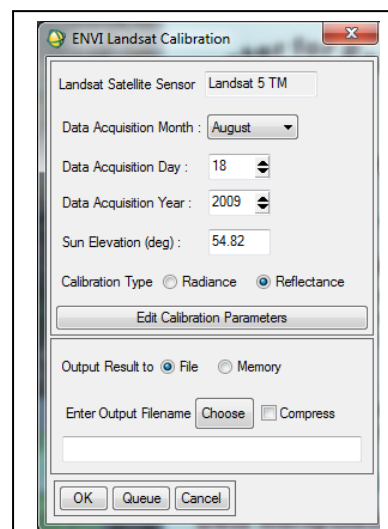 ENVI Landsat Calibration
Landsat Satellite Sensor Landsat 5 TM
Data Acquisition Month : August
Data Acquisition Day : 18
Data Acquisition Year : 2009
Sun Elevation (deg) : 54.82
Calibration Type Radiance Reflectance
Edit Calibration Parameters
Output Result to File Memory
Enter Output Filename Choose Compress
OK Queue Cancel